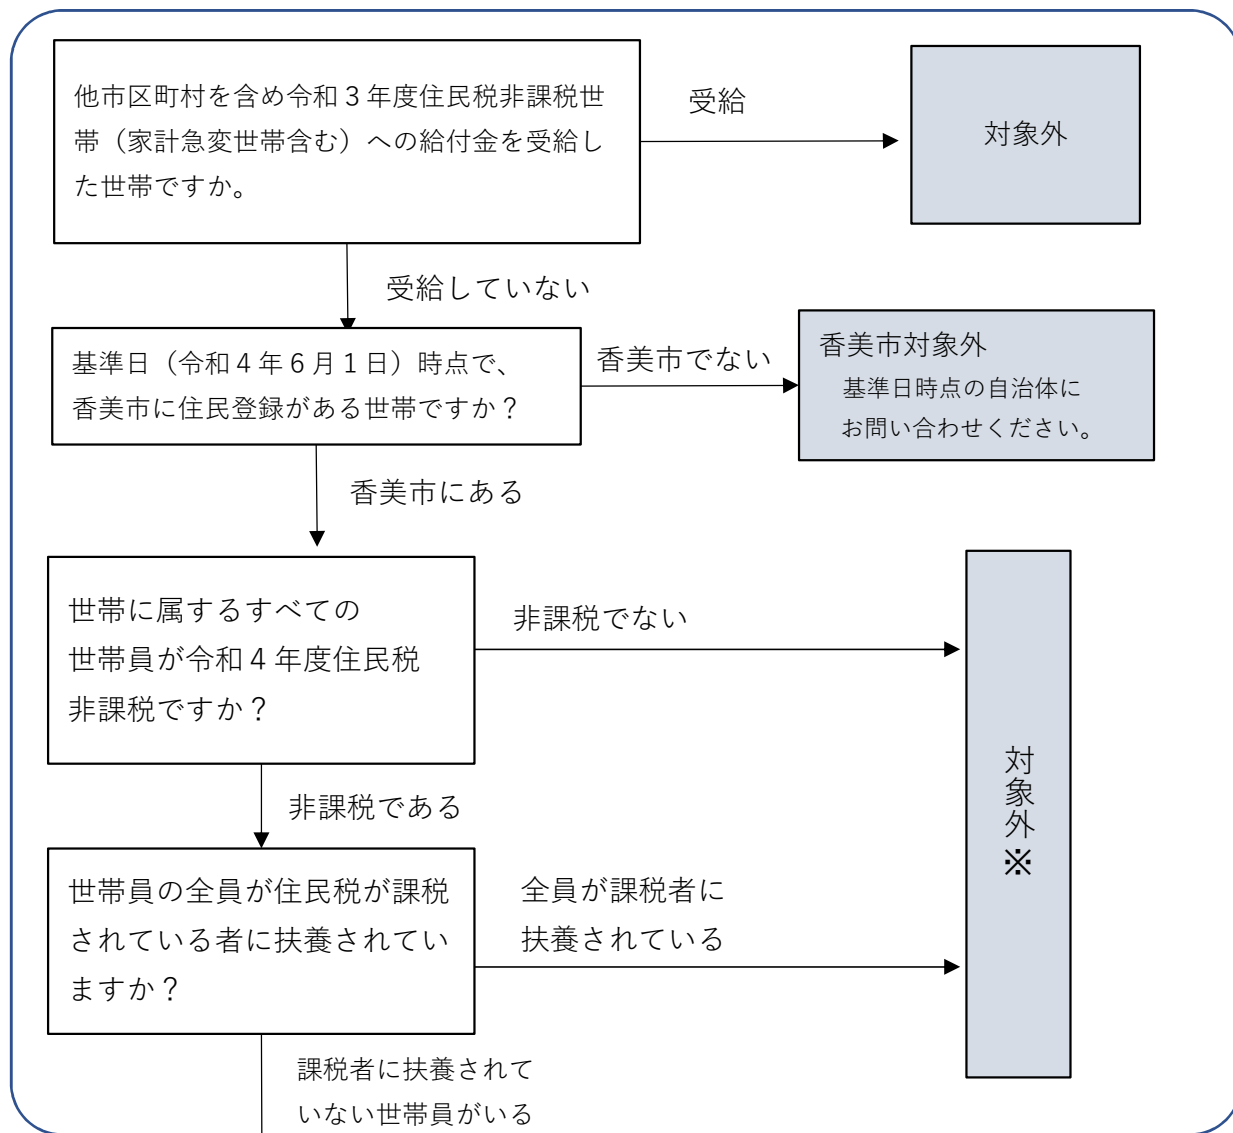 他市区町村を含め令和３年度住民税非課税世
帯（家計急変世帯含む）への給付金を受給し
た世帯ですか。
受給
対象外
受給していない
基準日（令和４年６月１日）時点で、
香美市に住民登録がある世帯ですか？
香美市でない
香美市対象外
基準日時点の自治体に
お問い合わせください。
香美市にある
世帯に属するすべての
世帯員が令和４年度住民税
非課税ですか？
非課税でない
対象外※
非課税である
世帯員の全員が住民税が課税
されている者に扶養されてい
ますか？
全員が課税者に
扶養されている
課税者に扶養されて
いない世帯員がいる